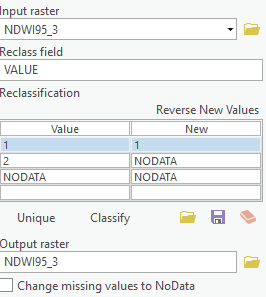 Input raster
NDWI95_3
Reclass field
VALUE
Reclassification
Reverse New Values
Value New
1 1
2 NODATA
NODATA NODATA
Unique Classify
Output raster
NDWI95_3
Change missing values to NoData